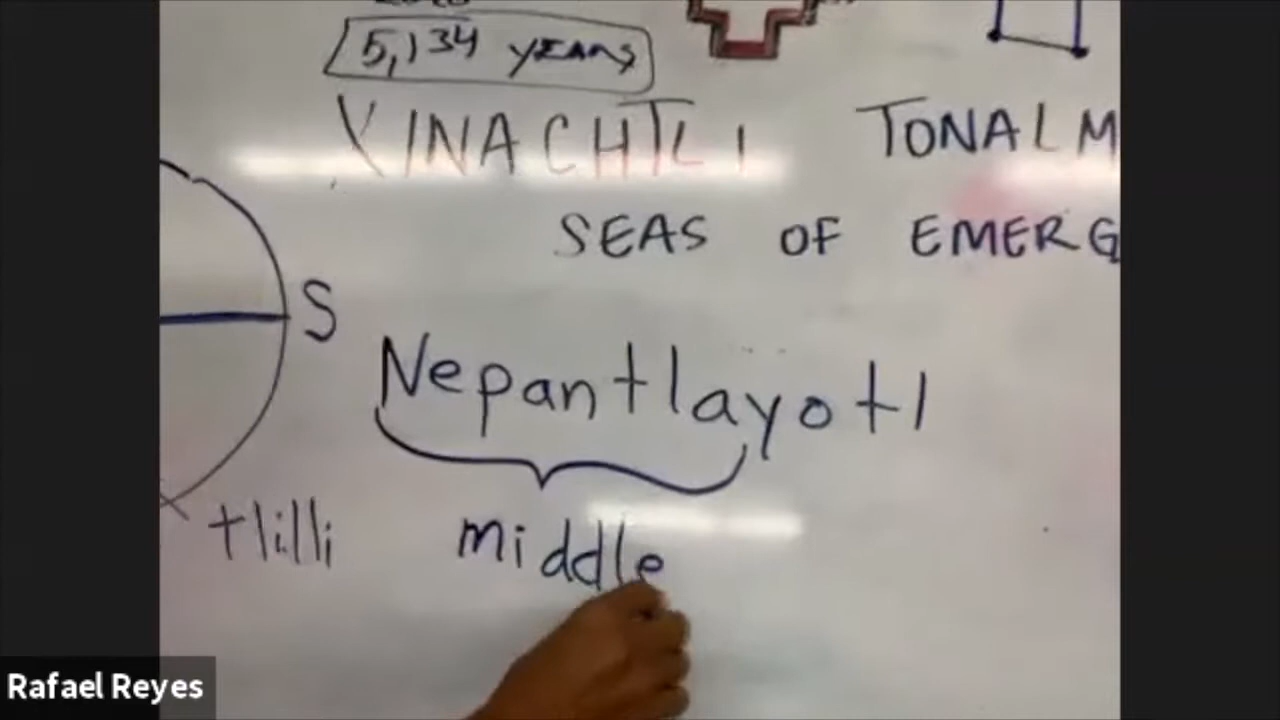 5,134 YEARS
XINACHTLI TONALM
SEAS OF EMERG
S
Nepantlayotl
tlilli middle
Rafael Reyes